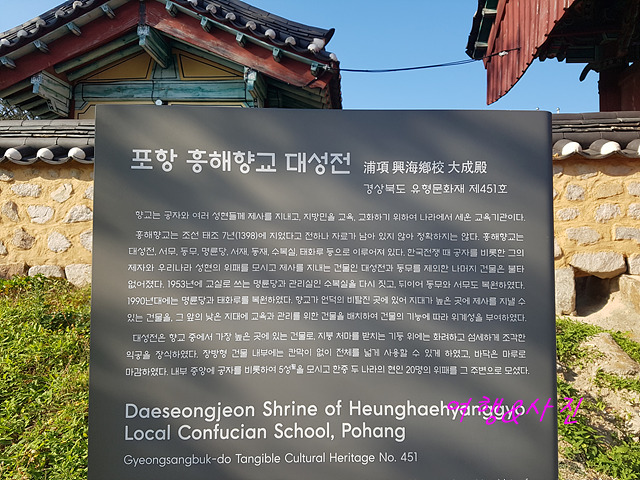 포항 흥해향교 대성전 浦項 興海鄕校 大成殿
경상북도 유형문화재 제451호
향교는 공자와 여러 성현들께 제사를 지내고, 지방민을 교육, 교화하기 위하여 나라에서 세운 교육기관이다.
흥해향교는 조선 태조 7년(1398)에 지었다고 전하나 자료가 남아 있지 않아 정확하지는 않다. 흥해향교는
대성전, 서무, 동무, 명륜당, 서재, 동재, 수복실, 태화루 등으로 이루어져 있다. 한국전쟁 때 공자를 비롯한 그의
제자와 우리나라 성현의 위패를 모시고 제사를 지내는 건물인 대성전과 동무를 제외한 나머지 건물은 불타
없어졌다. 1953년에 교실로 쓰는 명륜당과 관리실인 수복실을 다시 짓고, 뒤이어 동무와 서무도 복원하였다.
1990년대에는 명륜당과 태화루를 복원하였다. 향교가 언덕의 비탈진 곳에 있어 지대가 높은 곳에 제사를 지낼 수
있는 건물을, 그 앞의 낮은 지대에 교육과 관리를 위한 건물을 배치하여 건물의 기능에 따라 위계성을 부여하였다.
대성전은 향교 중에서 가장 높은 곳에 있는 건물로, 지붕 처마를 받치는 기둥 위에는 화려하고 섬세하게 조각한
익공을 장식하였다. 장방형 건물 내부에는 칸막이 없이 전체를 넓게 사용할 수 있게 하였고, 바닥은 마루로
마감하였다. 내부 중앙에 공자를 비롯하여 5성을 모시고 한중 두 나라의 현인 20명의 위패를 그 주변으로 모셨다.
Daeseongjeon Shrine of Heunghaehyanggyo
Local Confucian School, Pohang
Gyeongsangbuk-do Tangible Cultural Heritage No. 451
여행&사진